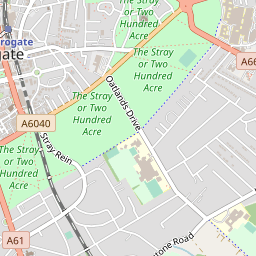 The Stray
or Two
Hundred
Acre
rogate
ate
The Stray
or Two
Hundred
Acre
A66
Oatlands Drive
The Stray
or Two
Hundred
Acre
A6040
Stray Rein
The Stray
or Two
Hundred
Acre
A61
stone Road